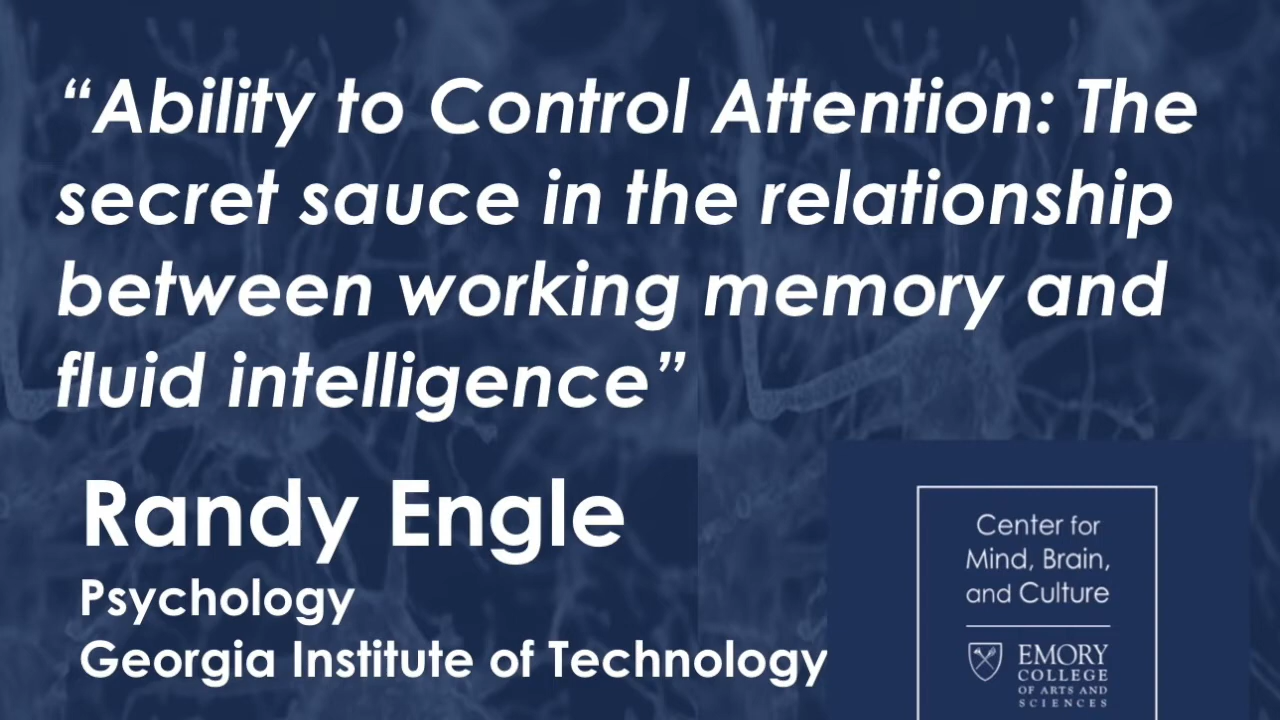 “Ability to Control Attention: The
secret sauce in the relationship
between working memory and
fluid intelligence”
Randy Engle
Psychology
Georgia Institute of Technology
Center for
Mind, Brain,
and Culture
EMORY
COLLEGE
OF ARTS AND
SCIENCES